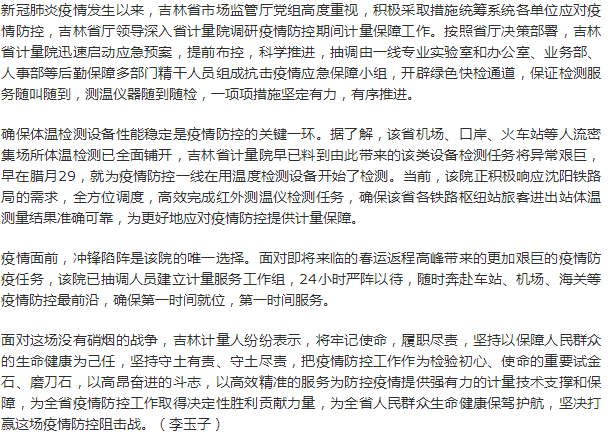 新冠肺炎疫情发生以来，吉林省市场监管厅党组高度重视，积极采取措施统筹系统各单位应对疫
情防控，吉林省厅领导深入省计量院调研疫情防控期间计量保障工作。按照省厅决策部署，吉林
省计量院迅速启动应急预案，提前布控，科学推进，抽调由一线专业实验室和办公室、业务部、
人事部等后勤保障多部门精干人员组成抗击疫情应急保障小组，开辟绿色快检通道，保证检测服
务随叫随到，测温仪器随到随检，一项项措施坚定有力，有序推进。
确保体温检测设备性能稳定是疫情防控的关键一环。据了解，该省机场、口岸、火车站等人流密
集场所体温检测已全面铺开，吉林省计量院早已料到由此带来的该类设备检测任务将异常艰巨，
早在腊月29，就为疫情防控一线在用温度检测设备开始了检测。当前，该院正积极响应沈阳铁路
局的需求，全方位调度，高效完成红外测温仪检测任务，确保该省各铁路枢纽站旅客进出站体温
测量结果准确可靠，为更好地应对疫情防控提供计量保障。
疫情面前，冲锋陷阵是该院的唯一选择。面对即将来临的春运返程高峰带来的更加艰巨的疫情防
疫任务，该院已抽调人员建立计量服务工作组，24小时严阵以待，随时奔赴车站、机场、海关等
疫情防控最前沿，确保第一时间就位，第一时间服务。
面对这场没有硝烟的战争，吉林计量人纷纷表示，将牢记使命，履职尽责，坚持以保障人民群众
的生命健康为己任，坚持守土有责、守土尽责，把疫情防控工作作为检验初心、使命的重要试金
石、磨刀石，以高昂奋进的斗志，以高效精准的服务为防控疫情提供强有力的计量技术支撑和保
障，为全省疫情防控工作取得决定性胜利贡献力量，为全省人民群众生命健康保驾护航，坚决打
赢这场疫情防控阻击战。（李玉子）